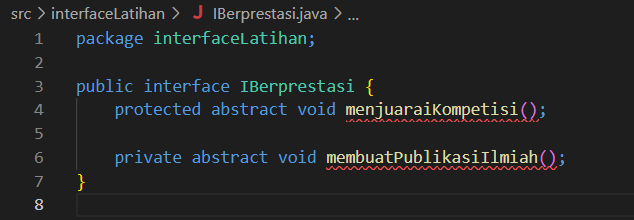 src > interfaceLatihan > J IBerprestasi.java > ...
1 package interfaceLatihan;
2
3 public interface IBerprestasi {
4     protected abstract void menjuaraiKompetisi();
5
6     private abstract void membuatPublikasiIlmiah();
7 }
8